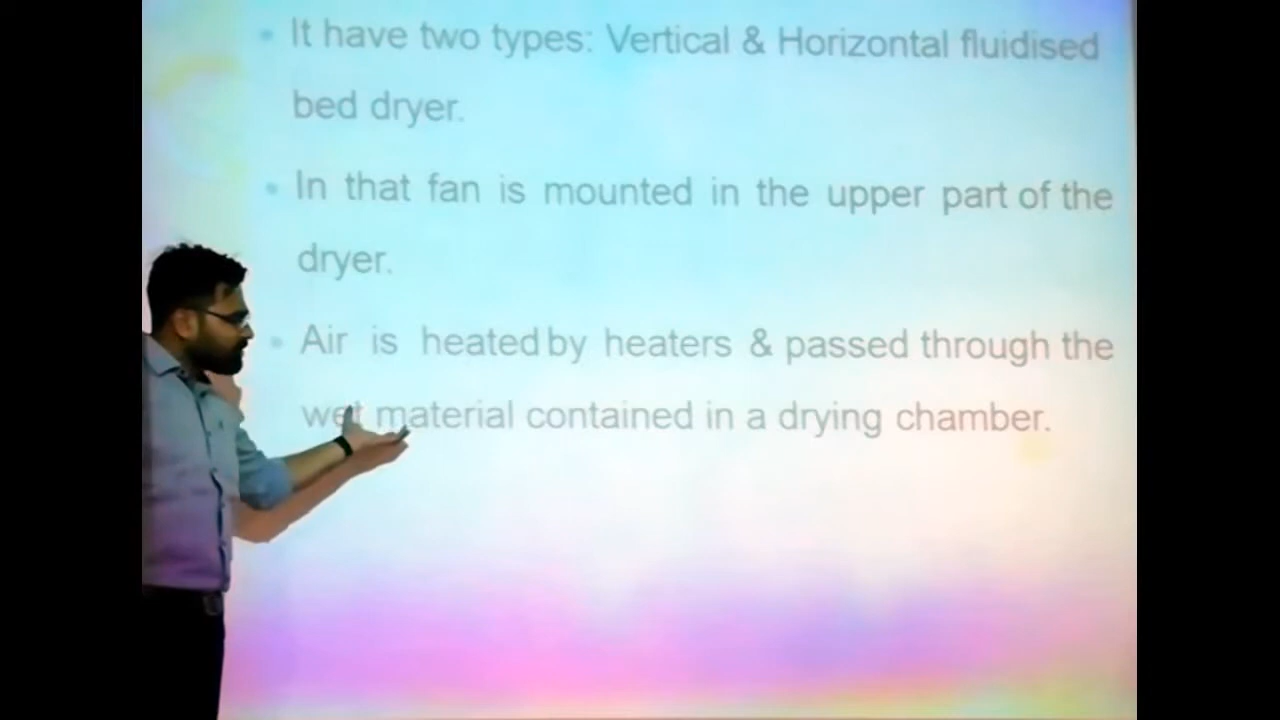 • It have two types: Vertical & Horizontal fluidised
bed dryer.
• In that fan is mounted in the upper part of the
dryer.
• Air is heated by heaters & passed through the
wet material contained in a drying chamber.